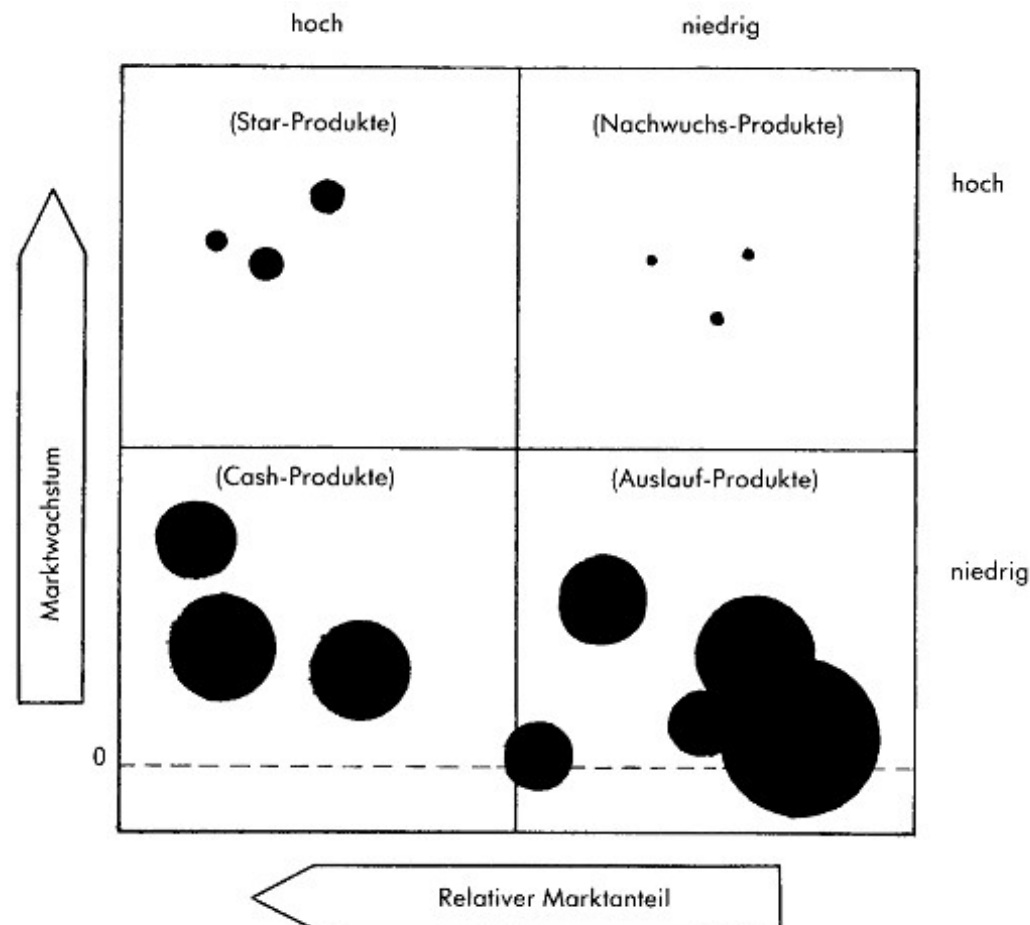 hoch
niedrig
(Star-Produkte)
(Nachwuchs-Produkte)
hoch
Marktwachstum
(Cash-Produkte)
(Auslauf-Produkte)
niedrig
0
Relativer Marktanteil